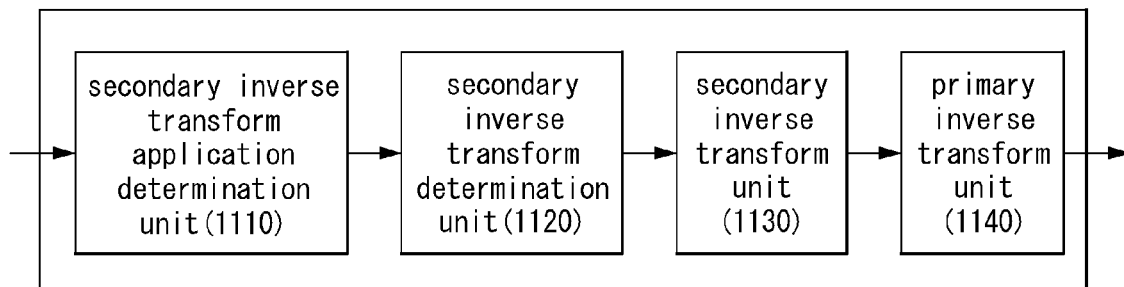 secondary inverse
transform
application
determination
unit(1110)
secondary
inverse
transform
determination
unit(1120)
secondary
inverse
transform
unit
(1130)
primary
inverse
transform
unit
(1140)